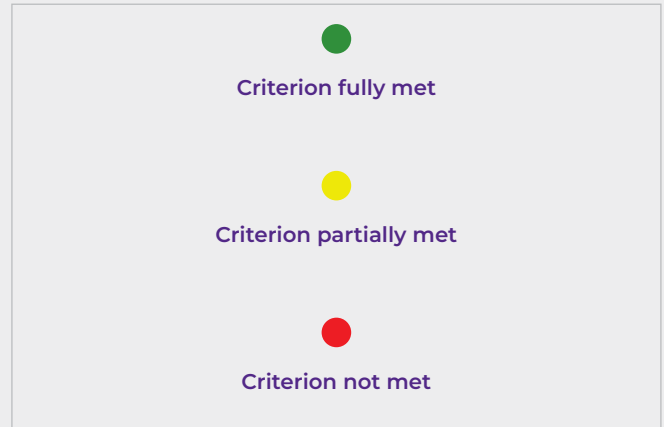 Criterion fully met
Criterion partially met
Criterion not met